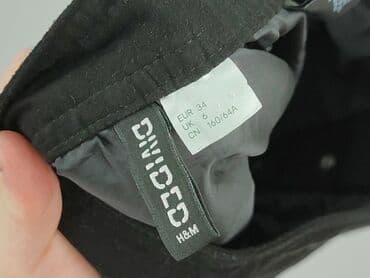 EUR 34
UK 6
CN 160/64A
DIVIDED
H&M